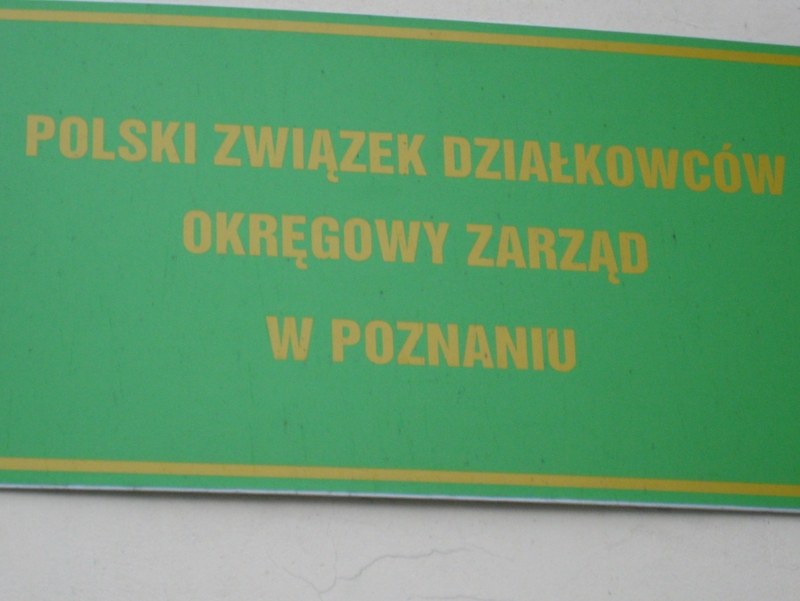 POLSKI ZWIĄZEK DZIAŁKOWCÓW
OKRĘGOWY ZARZĄD
W POZNANIU